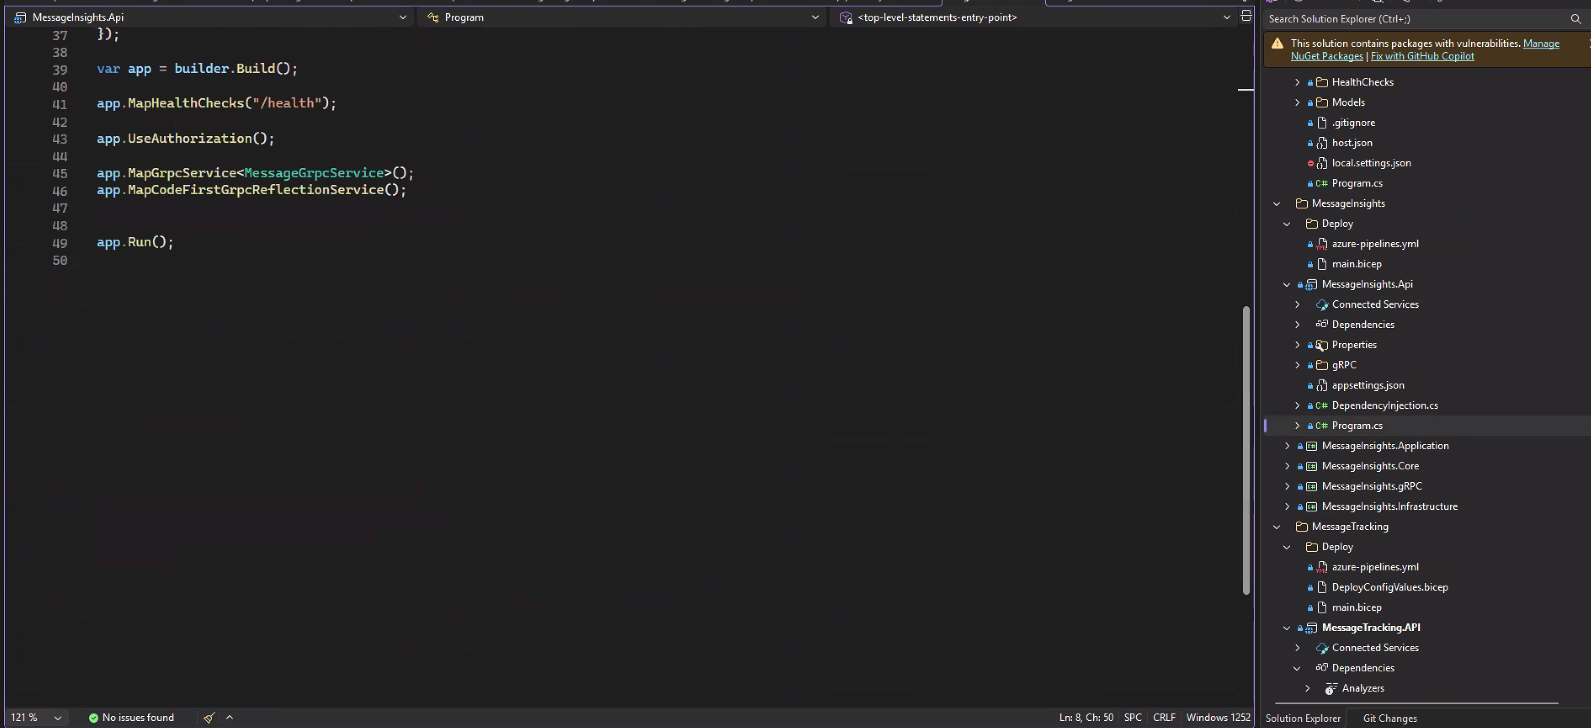 MessageInsights.Api
Program
<top-level-statements-entry-point>
37 });
38
39 var app = builder.Build();
40
41 app.MapHealthChecks("/health");
42
43 app.UseAuthorization();
44
45 app.MapGrpcService<MessageGrpcService>();
46 app.MapCodeFirstGrpcReflectionService();
47
48
49 app.Run();
50
121 %
No issues found
Ln: 8, Ch: 50
SPC
CRLF
Windows 1252
Search Solution Explorer (Ctrl+;)
This solution contains packages with vulnerabilities. Manage
NuGet Packages | Fix with GitHub Copilot
HealthChecks
Models
.gitignore
host.json
local.settings.json
C# Program.cs
MessageInsights
Deploy
azure-pipelines.yml
main.bicep
MessageInsights.Api
Connected Services
Dependencies
Properties
gRPC
appsettings.json
C# DependencyInjection.cs
C# Program.cs
MessageInsights.Application
MessageInsights.Core
MessageInsights.gRPC
MessageInsights.Infrastructure
MessageTracking
Deploy
azure-pipelines.yml
DeployConfigValues.bicep
main.bicep
MessageTracking.API
Connected Services
Dependencies
Analyzers
Solution Explorer
Git Changes